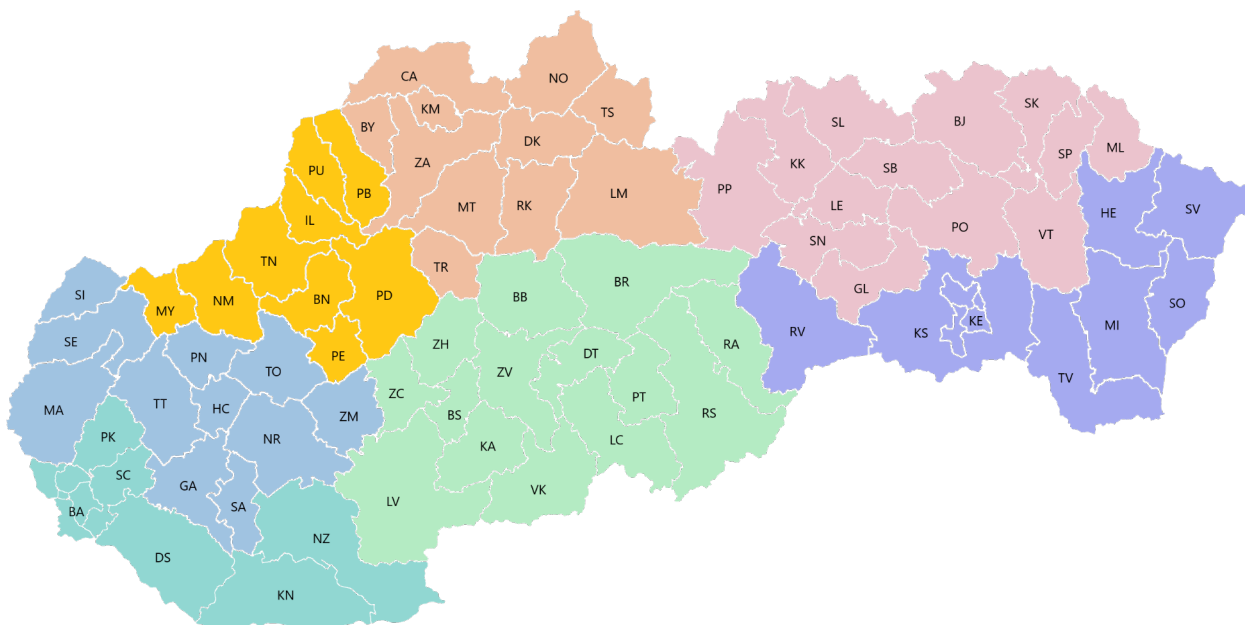 CA
NO
KM
TS
BY
ZA
DK
PU
PB
IL
MT
RK
LM
TR
SK
SL
BJ
ML
SP
KK
SB
PP
LE
HE
SV
SN
PO
VT
GL
TN
BN
PD
MY
NM
PE
SI
SE
PN
TO
MA
TT
HC
ZM
NR
PK
SC
GA
SA
BA
DS
NZ
KN
BB
BR
ZH
DT
RA
ZV
ZC
BS
PT
RS
KA
LC
LV
VK
RV
KS
KE
MI
SO
TV